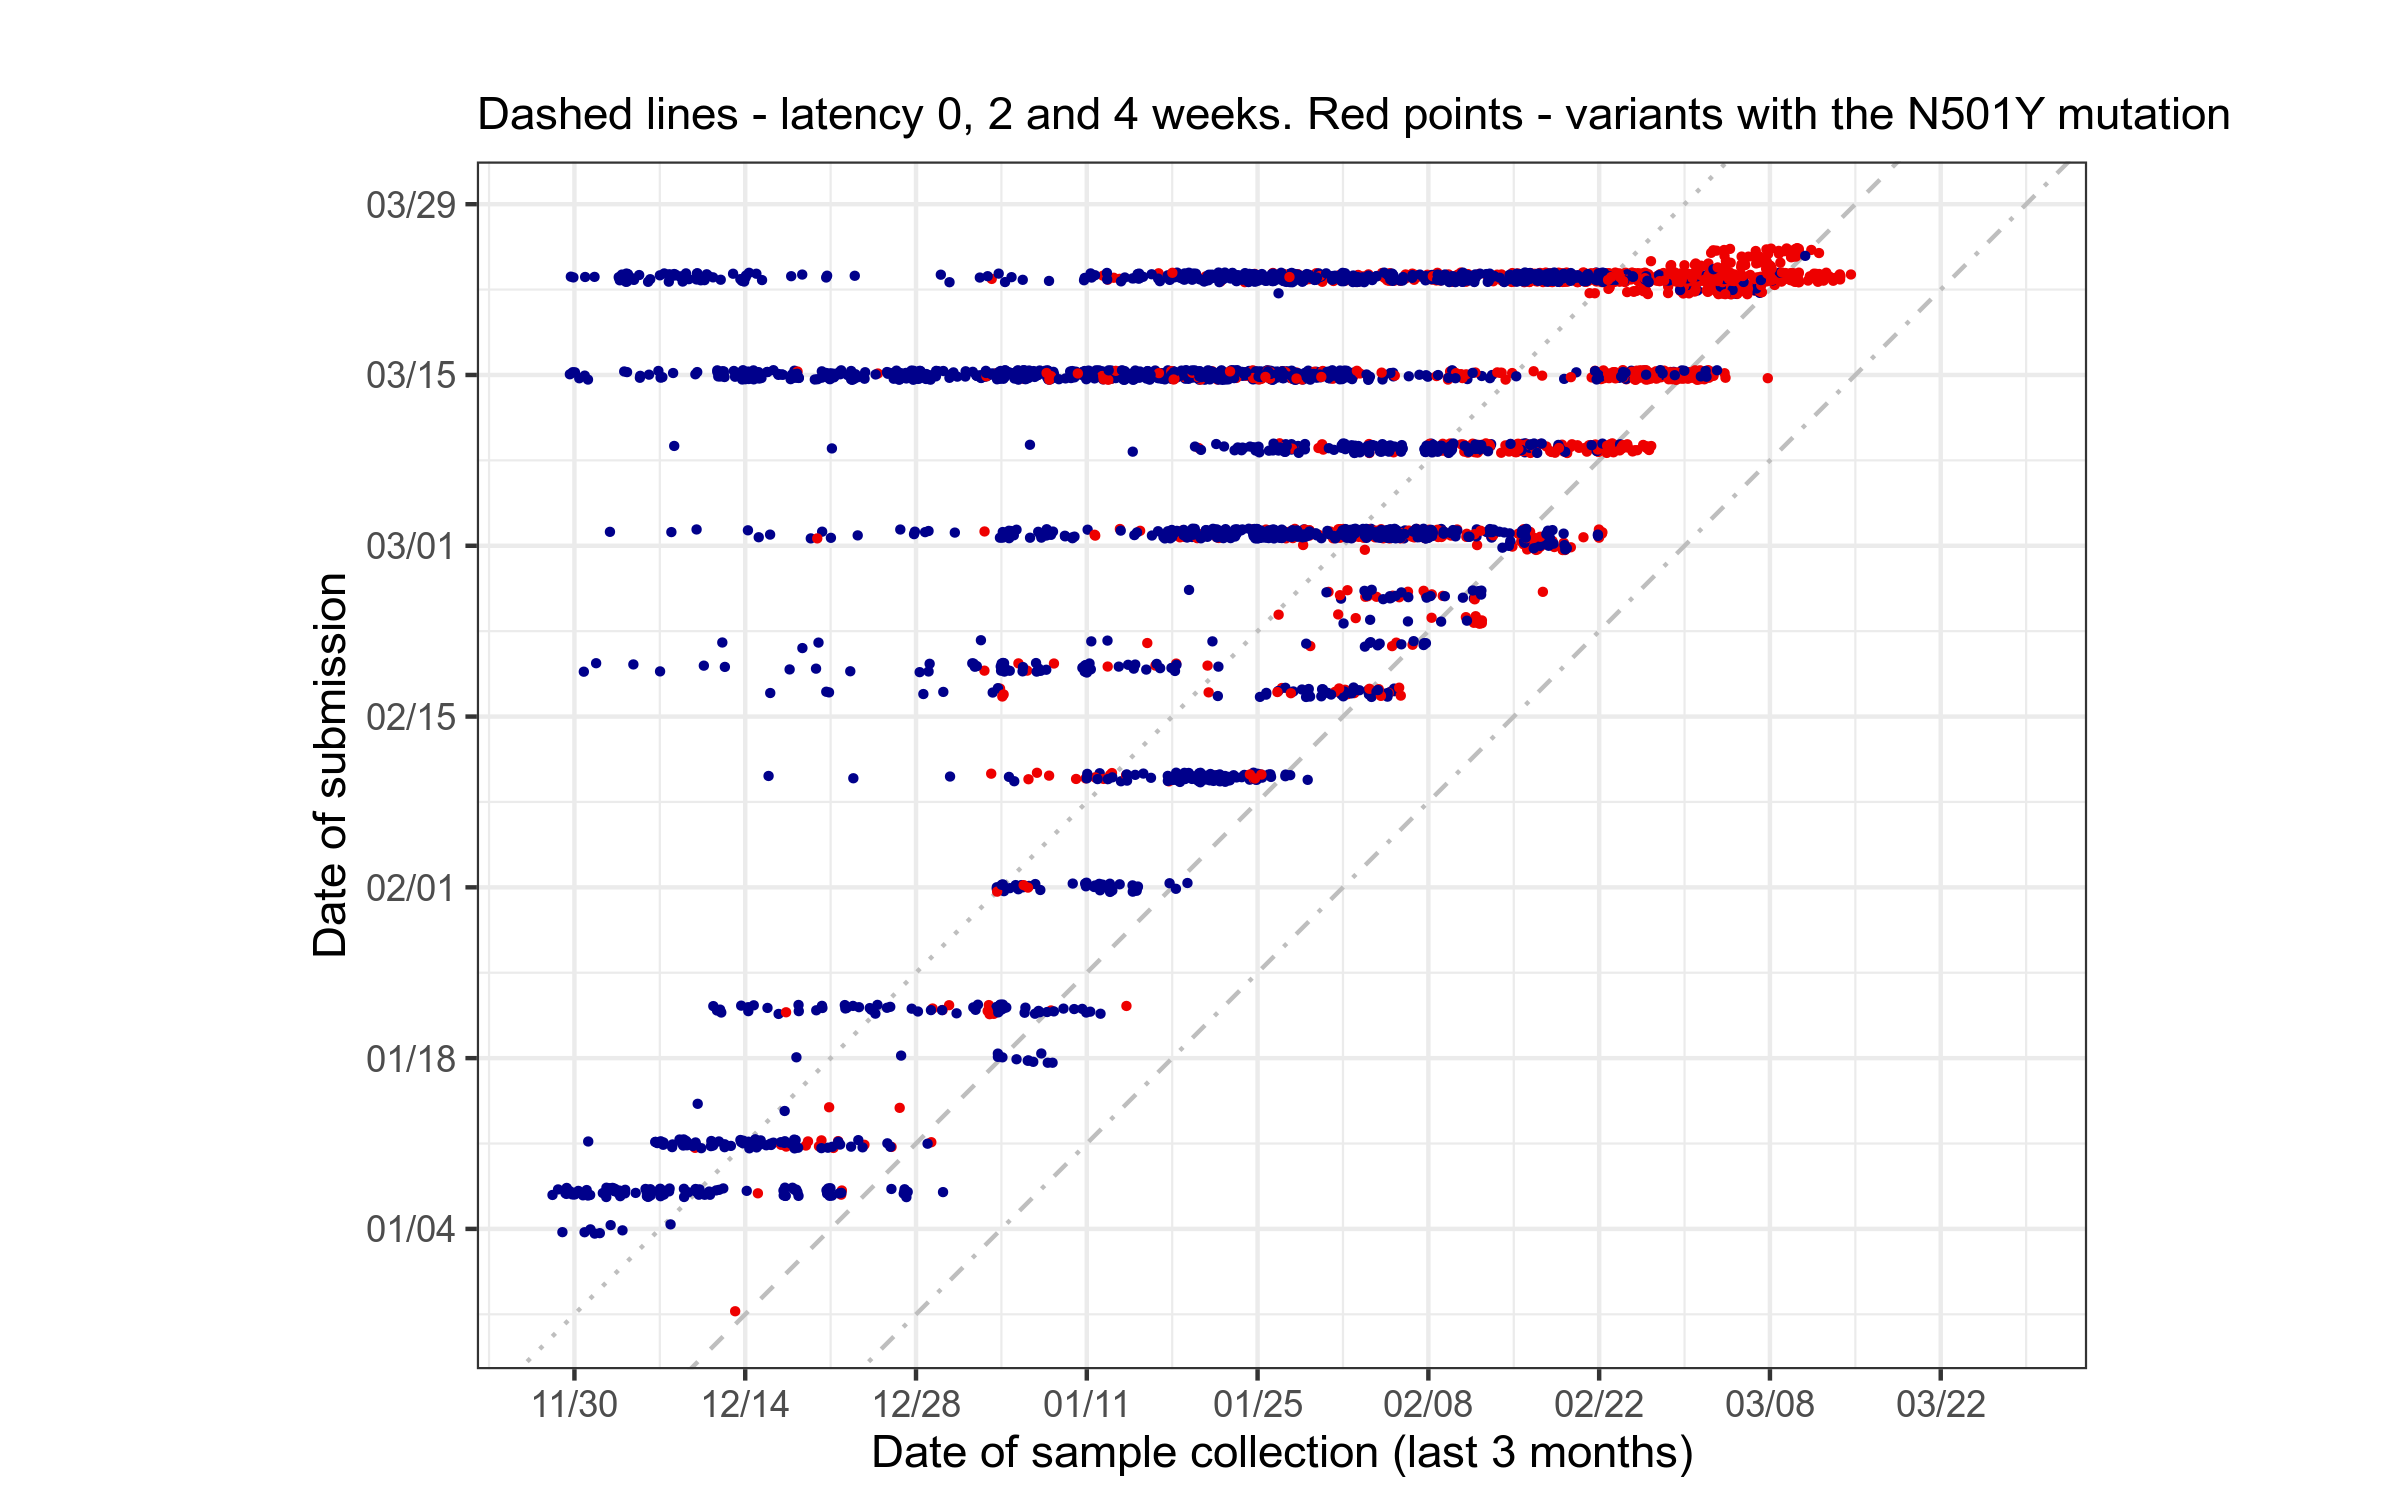 Dashed lines - latency 0, 2 and 4 weeks. Red points - variants with the N501Y mutation
Date of submission
03/29
03/15
03/01
02/15
02/01
01/18
01/04
11/30 12/14 12/28 01/11 01/25 02/08 02/22 03/08 03/22
Date of sample collection (last 3 months)